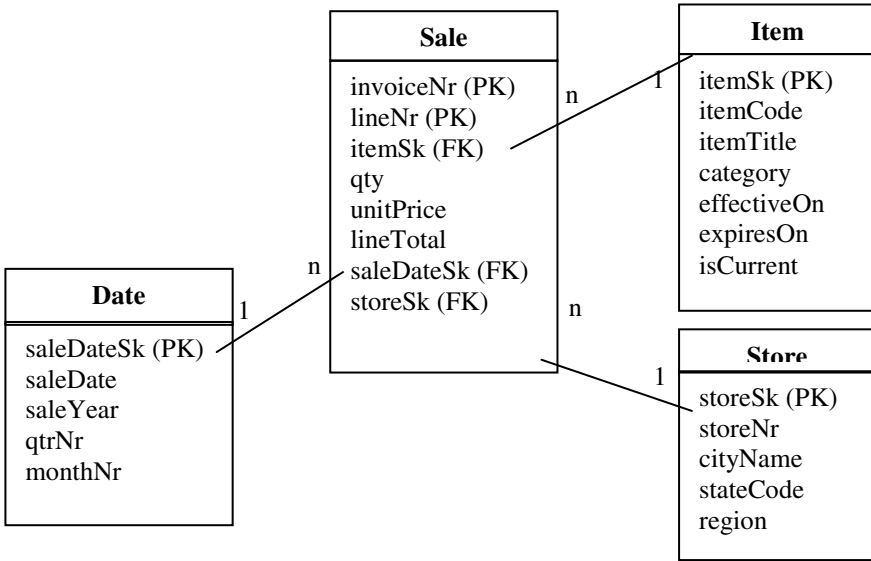 Sale
invoiceNr (PK)
lineNr (PK)
itemSk (FK)
qty
unitPrice
lineTotal
saleDateSk (FK)
storeSk (FK)
Item
itemSk (PK)
itemCode
itemTitle
category
effectiveOn
expiresOn
isCurrent
Date
saleDateSk (PK)
saleDate
saleYear
qtrNr
monthNr
Store
storeSk (PK)
storeNr
cityName
stateCode
region
n
1
n
1
n
1